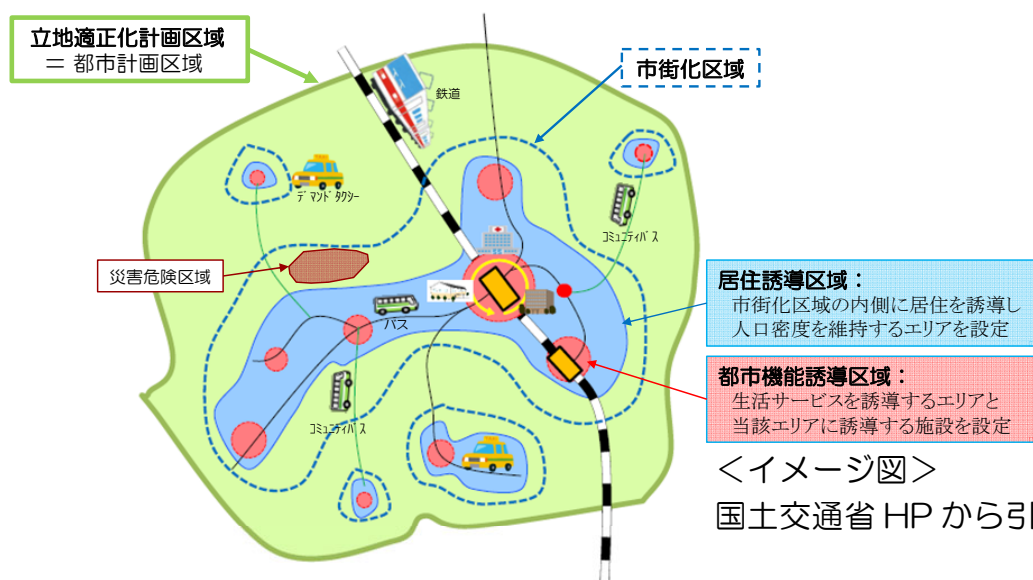 立地適正化計画区域
＝ 都市計画区域
市街化区域
鉄道
デマンドタクシー
コミュニティバス
災害危険区域
バス
コミュニティバス
居住誘導区域：
市街化区域の内側に居住を誘導し
人口密度を維持するエリアを設定
都市機能誘導区域：
生活サービスを誘導するエリアと
当該エリアに誘導する施設を設定
＜イメージ図＞
国土交通省 HP から引